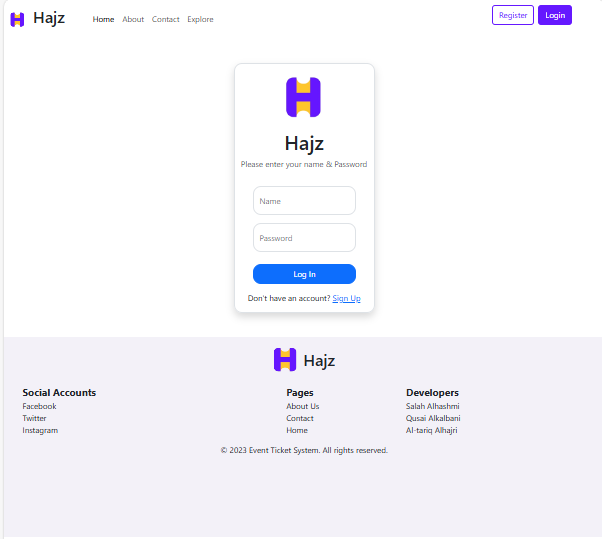 Hajz Home About Contact Explore Register Login
Hajz
Please enter your name & Password
Name
Password
Log In
Don't have an account? Sign Up
Hajz
Social Accounts
Facebook
Twitter
Instagram
Pages
About Us
Contact
Home
Developers
Salah Alhashmi
Qusai Alkalbani
Al-tariq Alhajri
© 2023 Event Ticket System. All rights reserved.